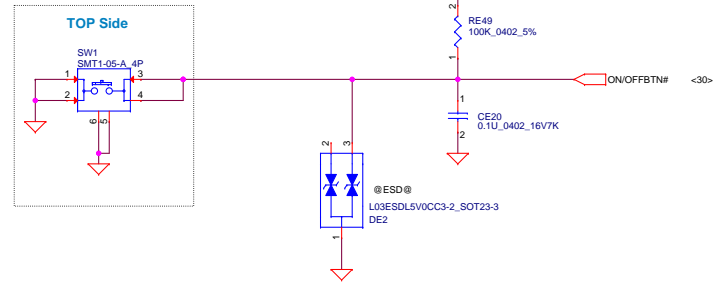 TOP Side
SW1
SMT1-05-A_4P
1
2
3
4
6
5
2
RE49
100K_0402_5%
1
ON/OFFBTN# <30>
1
CE20
0.1U_0402_16V7K
2
2
3
@ESD@
L03ESDL5V0CC3-2_SOT23-3
DE2
1